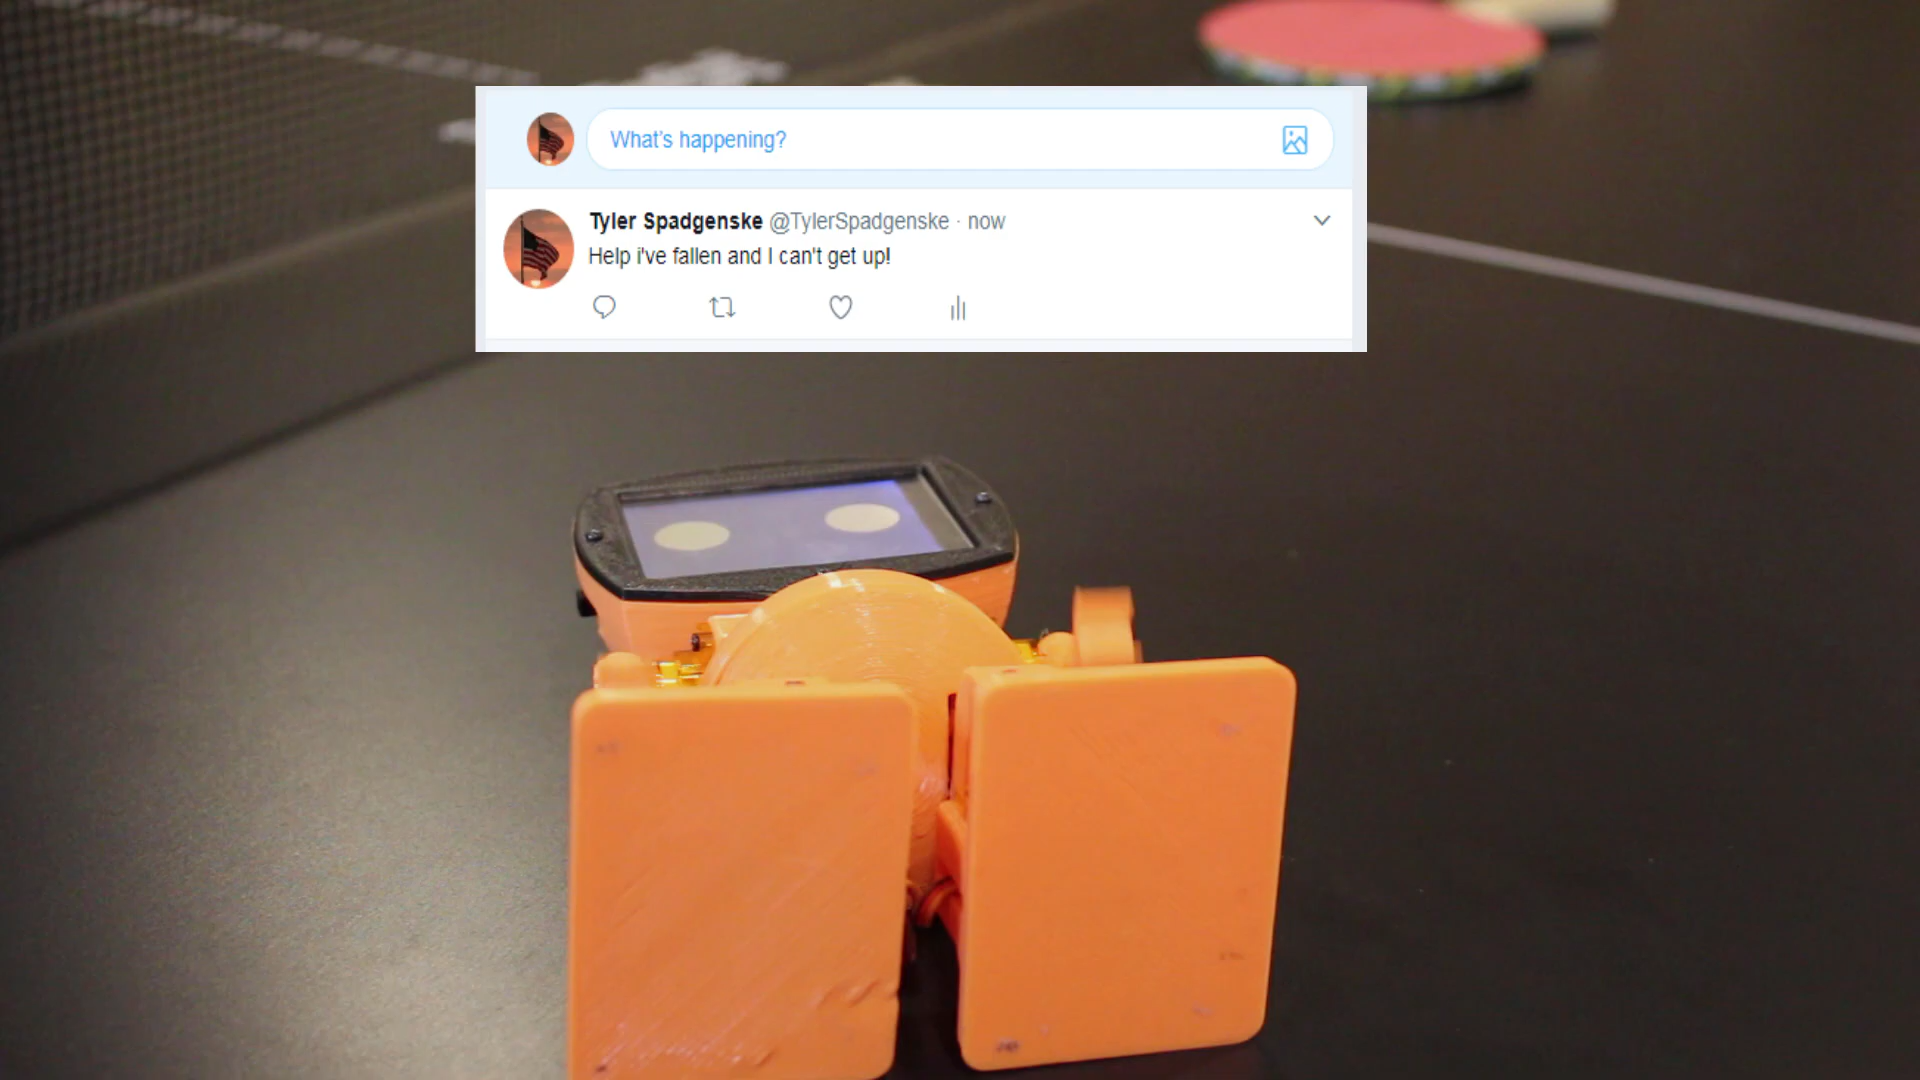 What's happening?
Tyler Spadgenske @TylerSpadgenske · now
Help i've fallen and I can't get up!